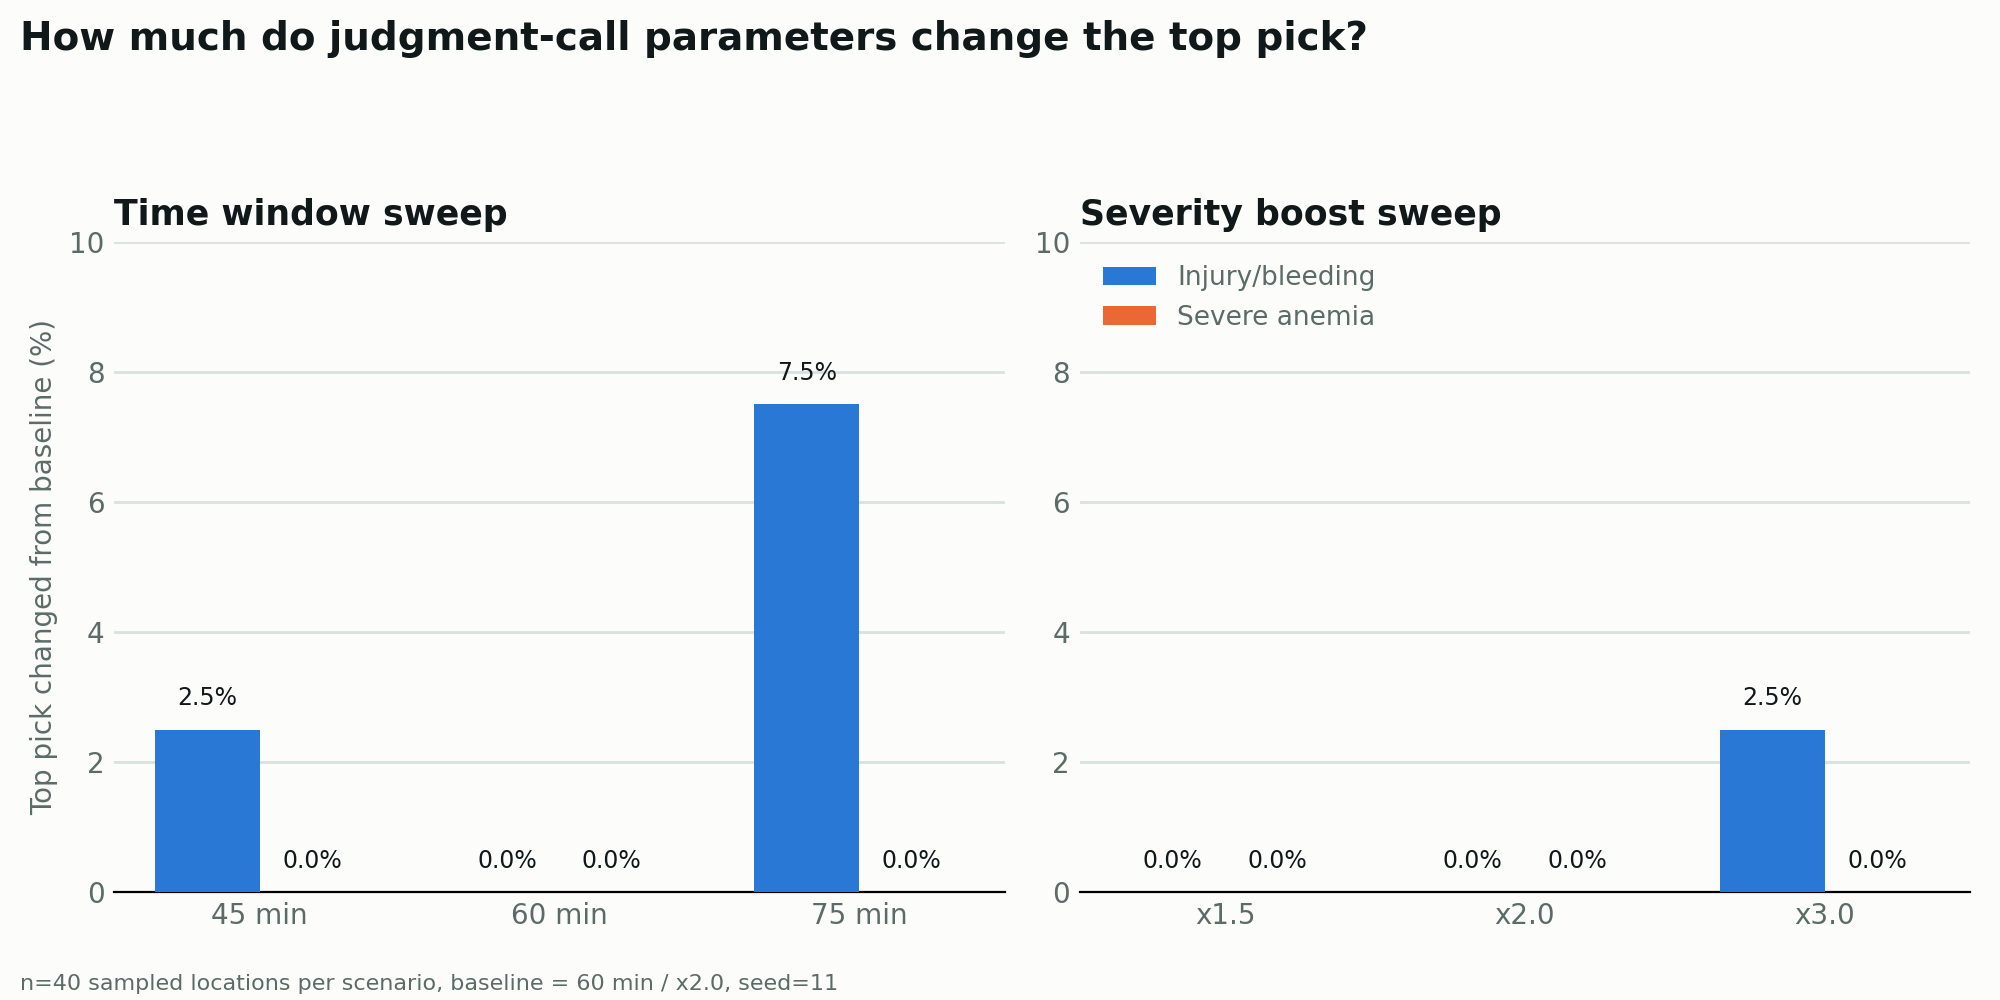 How much do judgment-call parameters change the top pick?
Time window sweep
Top pick changed from baseline (%)
10
8
6
4
2
0
2.5%
0.0%
0.0%
0.0%
7.5%
0.0%
45 min
60 min
75 min
Severity boost sweep
10
8
6
4
2
0
Injury/bleeding
Severe anemia
0.0%
0.0%
0.0%
0.0%
2.5%
0.0%
x1.5
x2.0
x3.0
n=40 sampled locations per scenario, baseline = 60 min / x2.0, seed=11